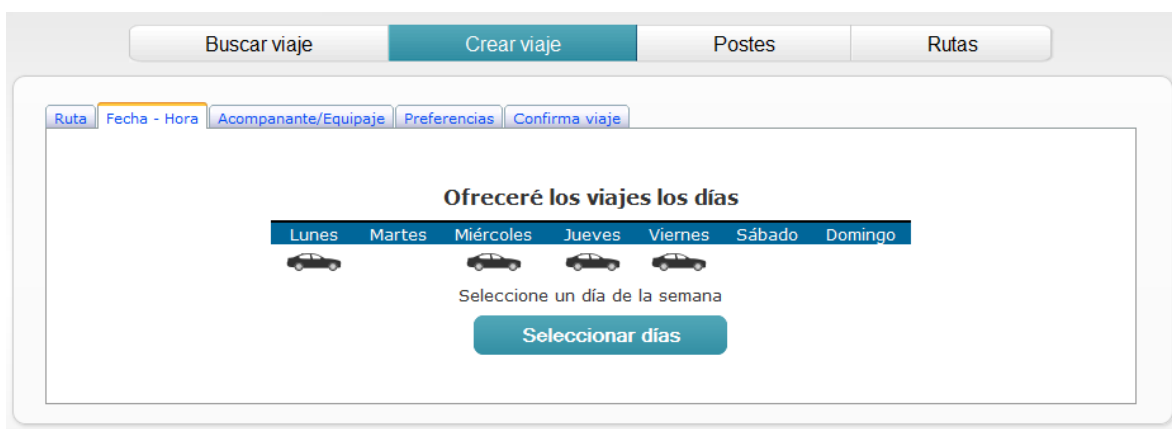 Buscar viaje Crear viaje Postes Rutas
Ruta Fecha - Hora Acompanante/Equipaje Preferencias Confirma viaje
Ofreceré los viajes los días
Lunes Martes Miércoles Jueves Viernes Sábado Domingo
Seleccione un día de la semana
Seleccionar días